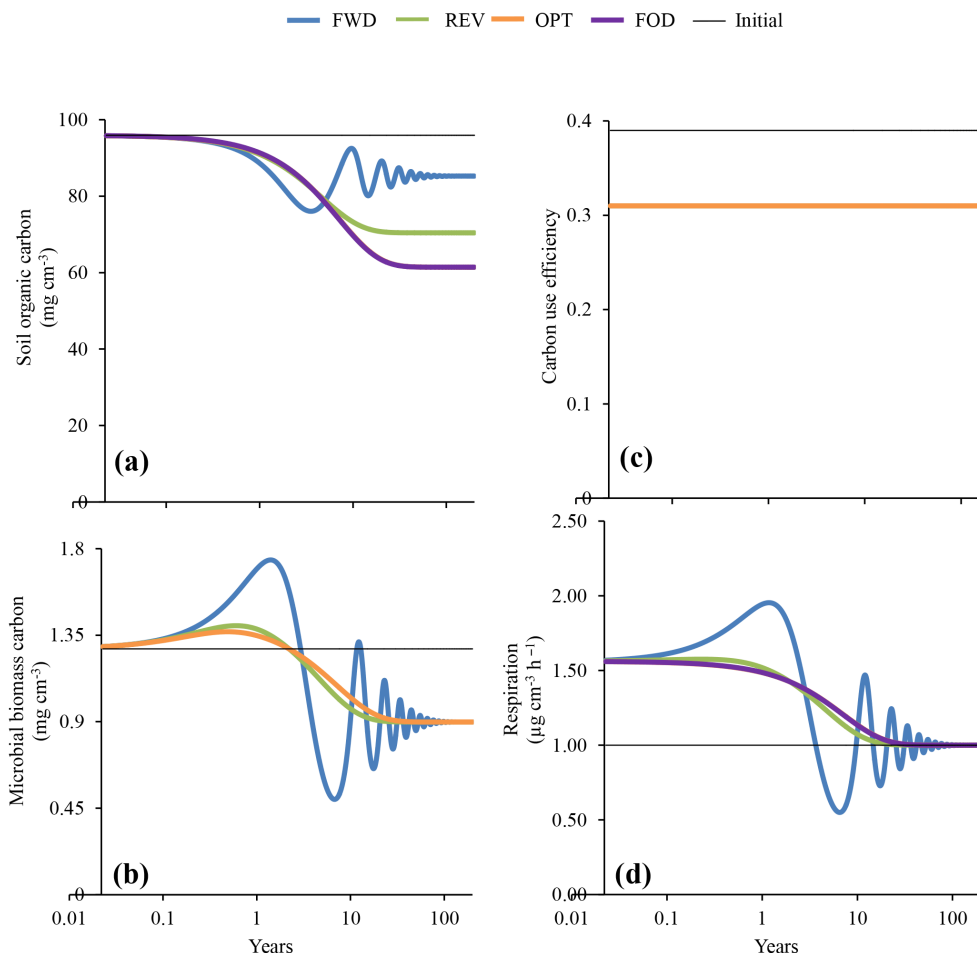 FWD REV OPT FOD Initial
100
80
60
40
20
0
Soil organic carbon
(mg cm-3)
(a)
0.4
0.3
0.2
0.1
0
Carbon use efficiency
(c)
1.8
1.35
0.9
0.45
0
Microbial biomass carbon
(mg cm-3)
(b)
0.01 0.1 1 10 100
Years
2.50
2.00
1.50
1.00
0.50
0.00
Respiration
(μg cm-3 h −1)
(d)
0.01 0.1 1 10 100
Years